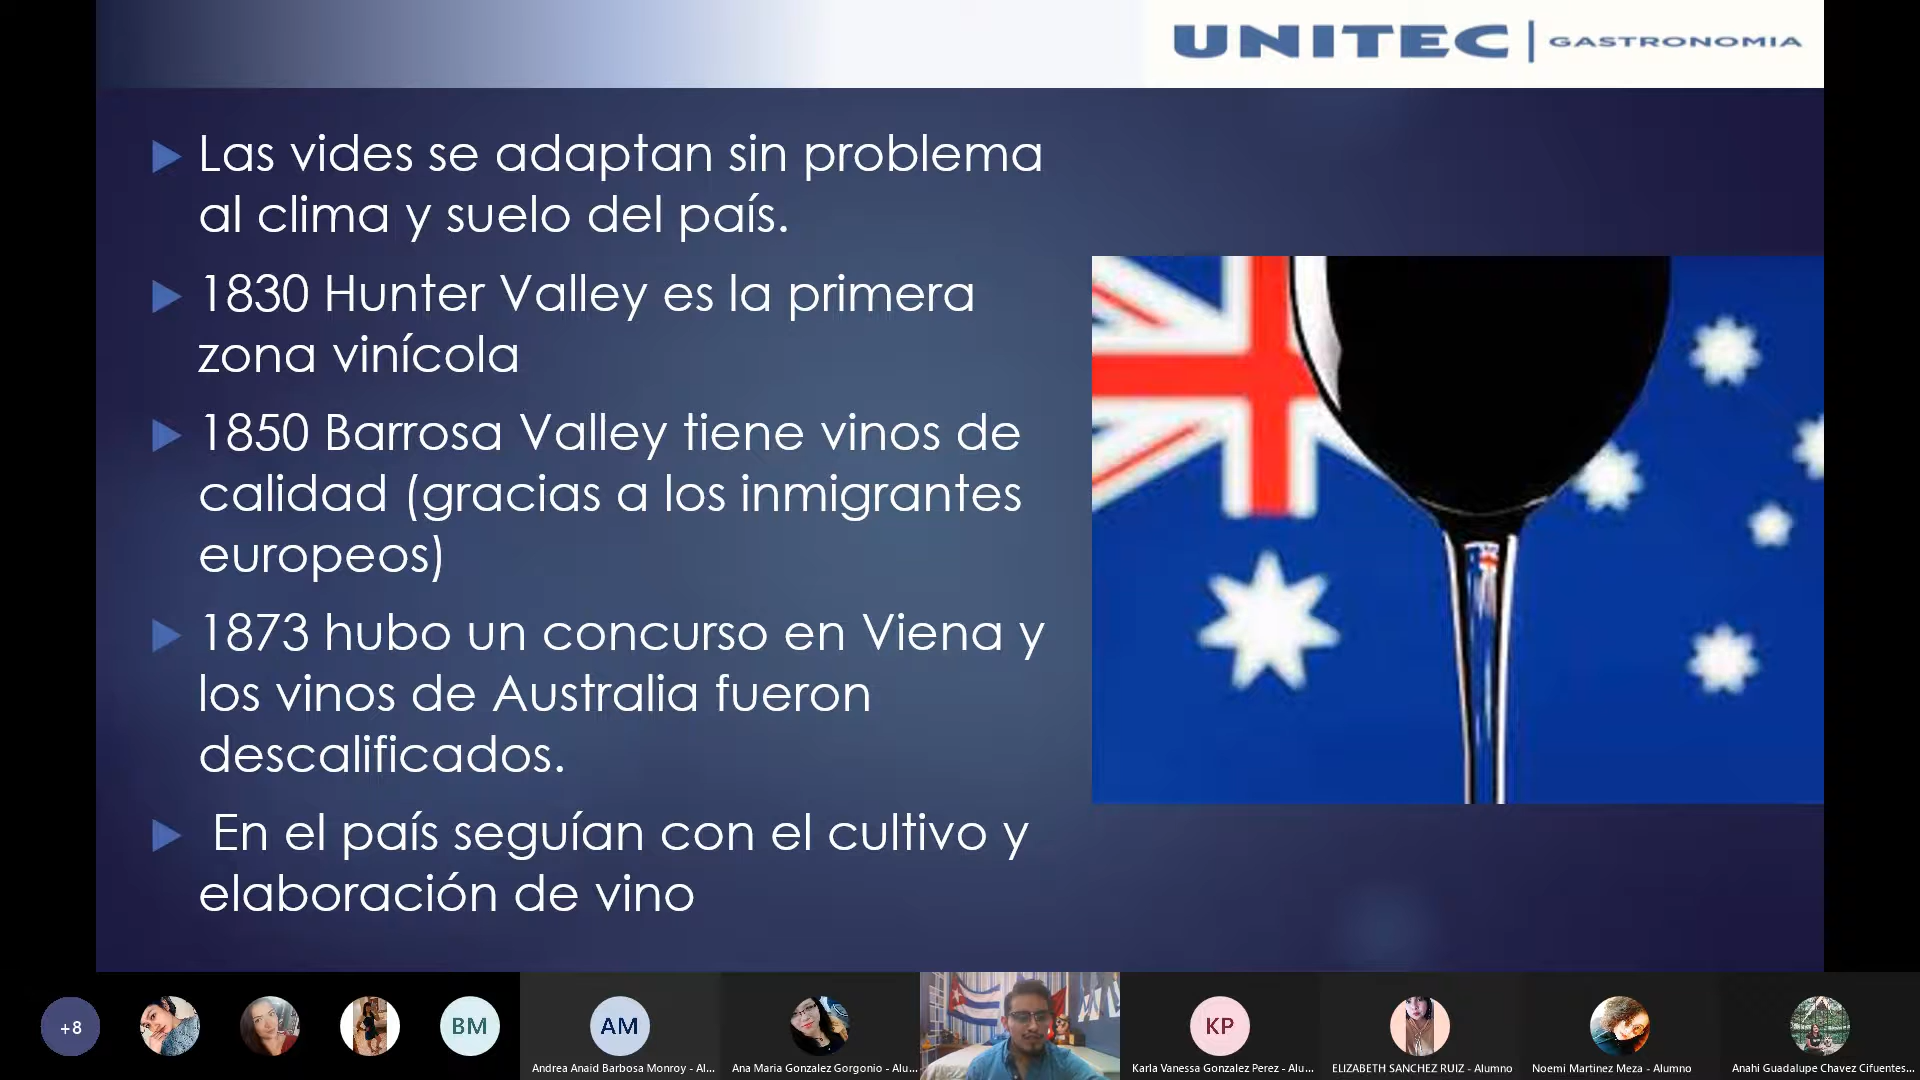 UNITEC | GASTRONOMIA
Las vides se adaptan sin problema
al clima y suelo del país.
1830 Hunter Valley es la primera
zona vinícola
1850 Barrosa Valley tiene vinos de
calidad (gracias a los inmigrantes
europeos)
1873 hubo un concurso en Viena y
los vinos de Australia fueron
descalificados.
En el país seguían con el cultivo y
elaboración de vino
+8
BM
AM
KP
Andrea Anaid Barbosa Monroy - Al...
Ana Maria Gonzalez Gorgonio - Alu...
Karla Vanessa Gonzalez Perez - Alu...
ELIZABETH SANCHEZ RUIZ - Alumno
Noemi Martinez Meza - Alumno
Anahi Guadalupe Chavez Cifuentes...